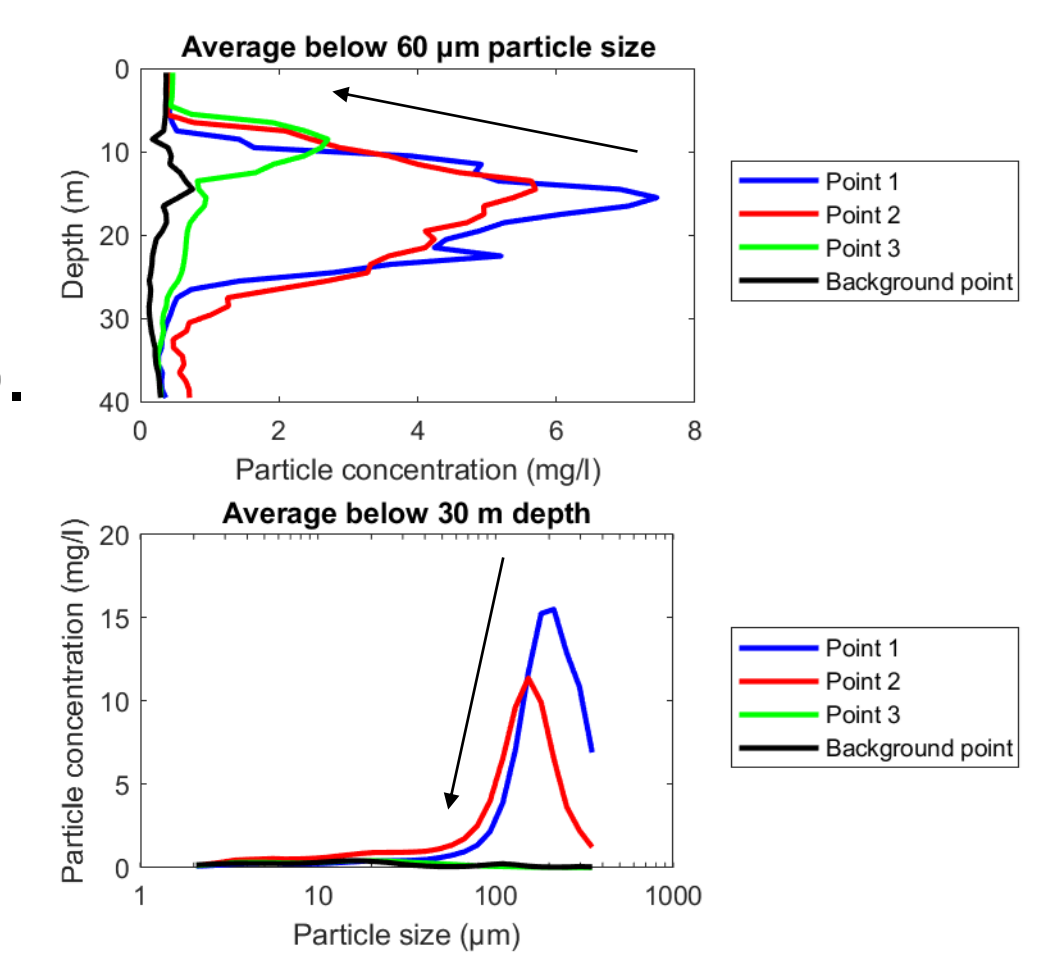 Average below 60 µm particle size
0
10
20
30
40
Depth (m)
0 2 4 6 8
Particle concentration (mg/l)
Point 1
Point 2
Point 3
Background point
.
Average below 30 m depth
20
15
10
5
0
Particle concentration (mg/l)
1 10 100 1000
Particle size (µm)
Point 1
Point 2
Point 3
Background point